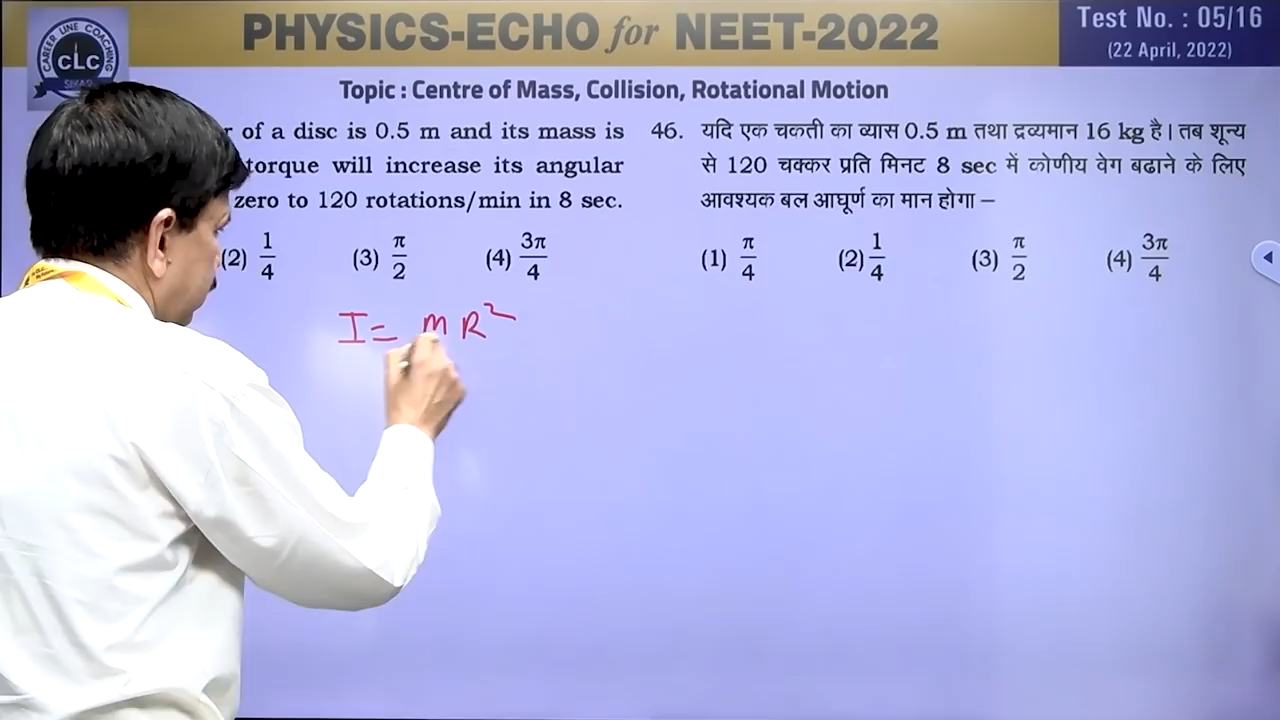 PHYSICS-ECHO for NEET-2022
Test No. : 05/16
(22 April, 2022)
CAREER LINE COACHING
CLC
SIKAR
Topic : Centre of Mass, Collision, Rotational Motion
of a disc is 0.5 m and its mass is
torque will increase its angular
zero to 120 rotations/min in 8 sec.
(2) 1/4 (3) π/2 (4) 3π/4
I = m R²
46. यदि एक चकती का व्यास 0.5 m तथा द्रव्यमान 16 kg है। तब शून्य
से 120 चक्कर प्रति मिनट 8 sec में कोणीय वेग बढाने के लिए
आवश्यक बल आघूर्ण का मान होगा –
(1) π/4 (2) 1/4 (3) π/2 (4) 3π/4